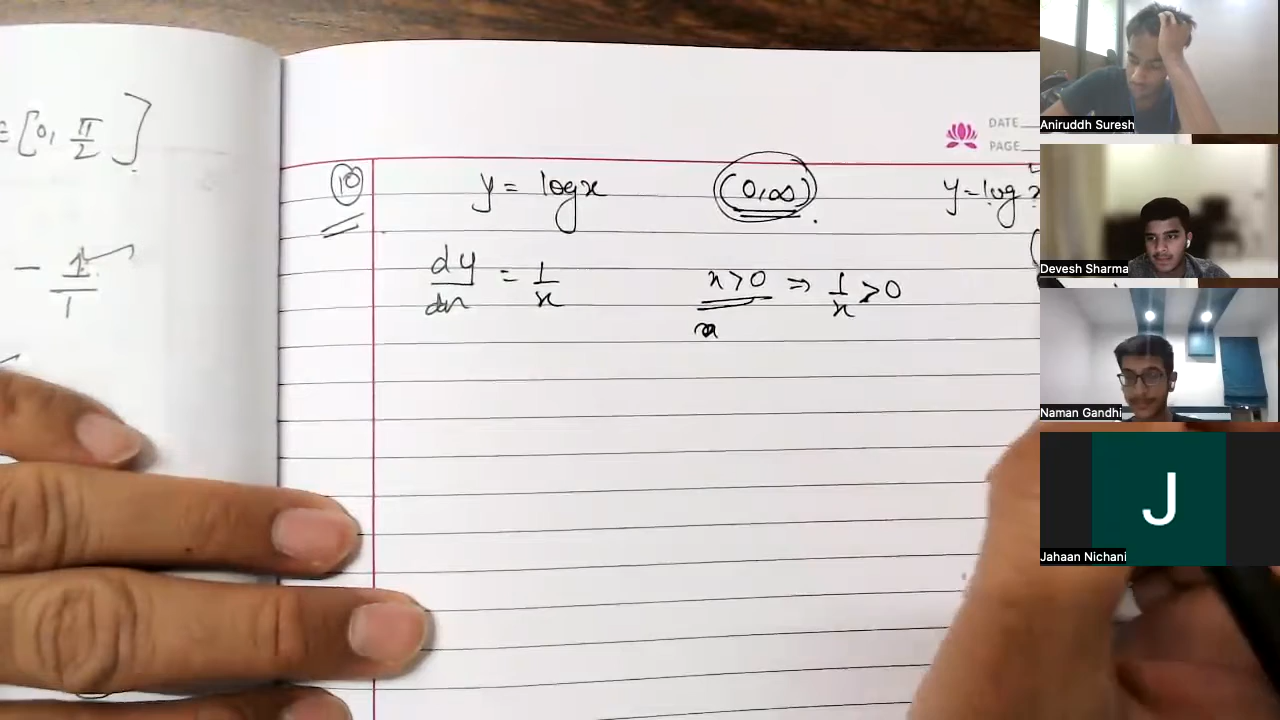 ∈ [0, π/2]
- 1/1
DATE
PAGE
10
y = log x
(0,∞)
y = log
dy/dx = 1/x
x > 0 ⇒ 1/x > 0
Aniruddh Suresh
Devesh Sharma
Naman Gandhi
J
Jahaan Nichani